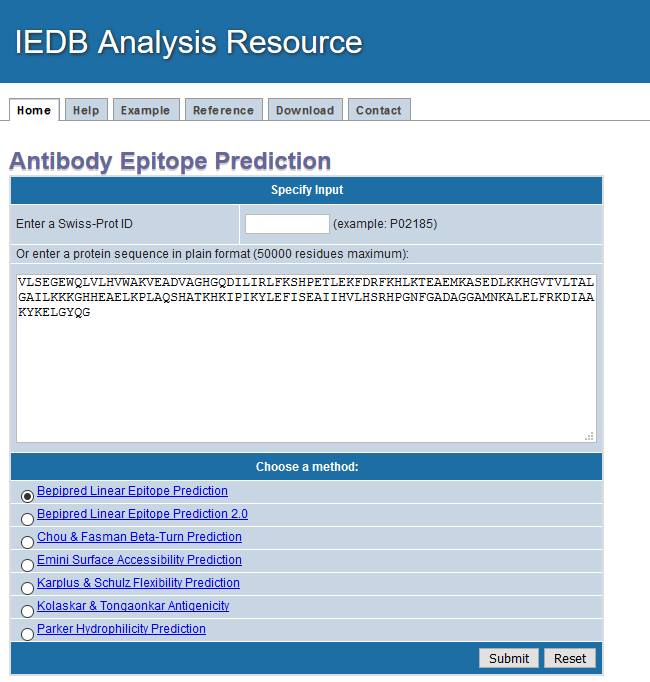 IEDB Analysis Resource
Home Help Example Reference Download Contact
Antibody Epitope Prediction
Specify Input
Enter a Swiss-Prot ID (example: P02185)
Or enter a protein sequence in plain format (50000 residues maximum):
VLSEGEWQLVLHVWAKVEADVAGHGQDILIRLFKSHPETLEKFDRFKHLKTEAEMKASEDLKKHGVTVLTAL
GAILKKKGHHEAELKPLAQSHATKHKIPIKYLEFISEAIIHVLHSRHPGNFGADAGGAMNKALELFRKDIAA
KYKELGYQG
Choose a method:
Bepipred Linear Epitope Prediction
Bepipred Linear Epitope Prediction 2.0
Chou & Fasman Beta-Turn Prediction
Emini Surface Accessibility Prediction
Karplus & Schulz Flexibility Prediction
Kolaskar & Tongaonkar Antigenicity
Parker Hydrophilicity Prediction
Submit Reset